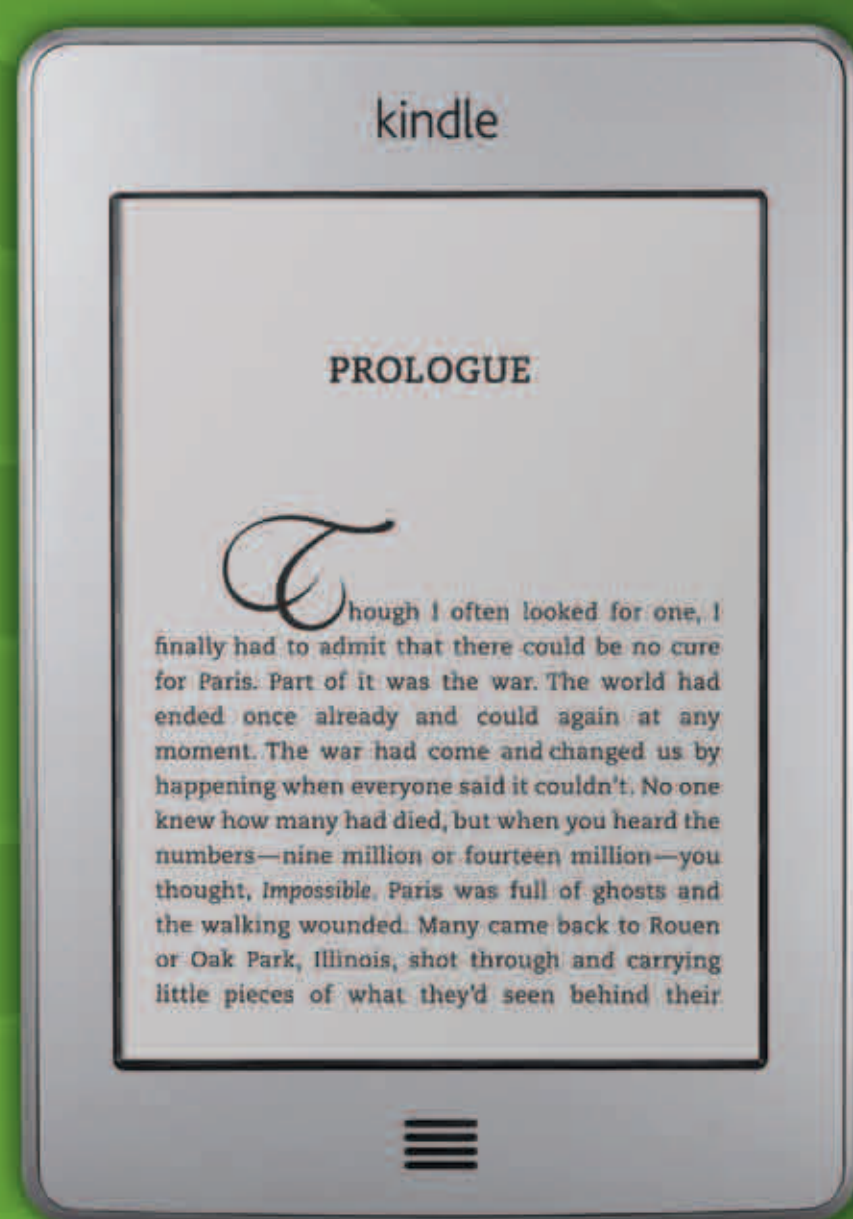 kindle
PROLOGUE
Though I often looked for one, I
finally had to admit that there could be no cure
for Paris. Part of it was the war. The world had
ended once already and could again at any
moment. The war had come and changed us by
happening when everyone said it couldn't. No one
knew how many had died, but when you heard the
numbers—nine million or fourteen million—you
thought, Impossible. Paris was full of ghosts and
the walking wounded. Many came back to Rouen
or Oak Park, Illinois, shot through and carrying
little pieces of what they'd seen behind their